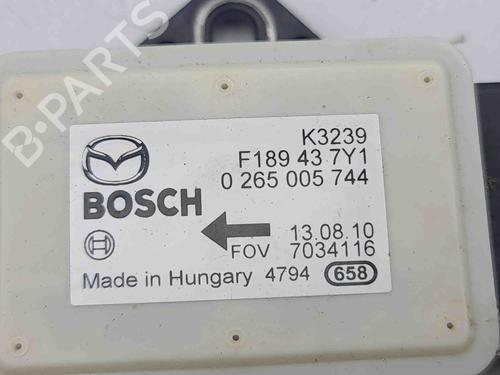 B-PARTS
K3239
F189 43 7Y1
BOSCH 0 265 005 744
13.08.10
FOV 7034116
Made in Hungary 4794 658